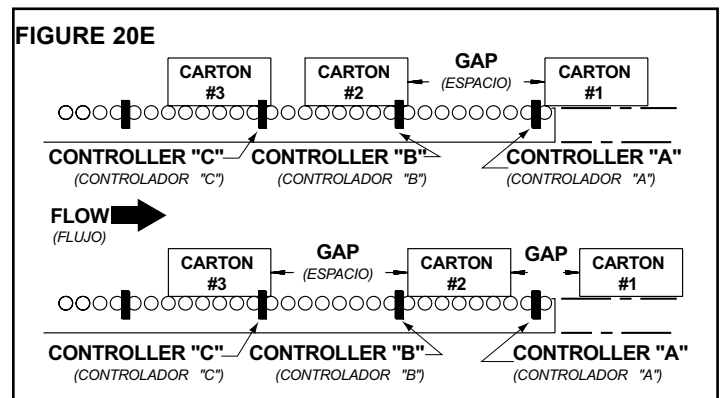 FIGURE 20E
GAP
(ESPACIO)
CARTON
#3
CARTON
#2
CARTON
#1
CONTROLLER "C"
(CONTROLADOR "C")
CONTROLLER "B"
(CONTROLADOR "B")
CONTROLLER "A"
(CONTROLADOR "A")
FLOW
(FLUJO)
CARTON
#3
GAP
(ESPACIO)
CARTON
#2
GAP
CARTON
#1
CONTROLLER "C"
(CONTROLADOR "C")
CONTROLLER "B"
(CONTROLADOR "B")
CONTROLLER "A"
(CONTROLADOR "A")